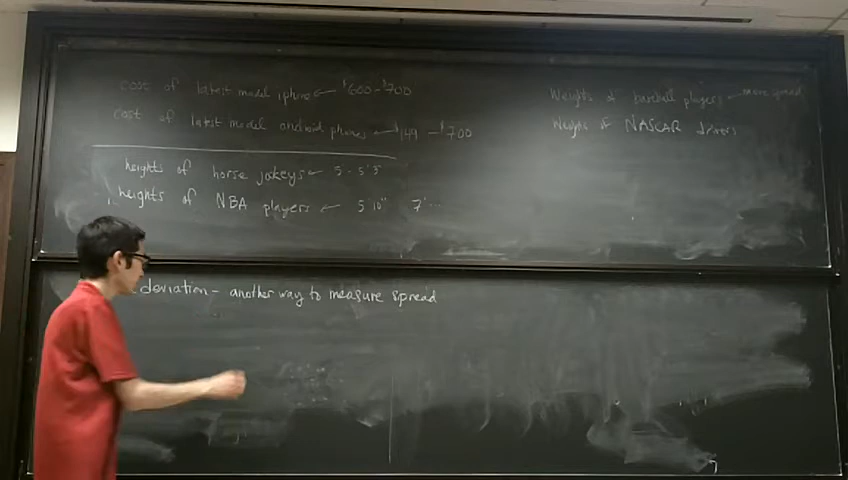 cost of latest model iphone ← $600-$700
cost of latest model android phones ← $149 - $700
heights of horse jockeys ← 5 - 5'5
heights of NBA players ← 5'10" 7'...
Weights of baseball players ← more spread
Weights of NASCAR drivers
deviation - another way to measure spread